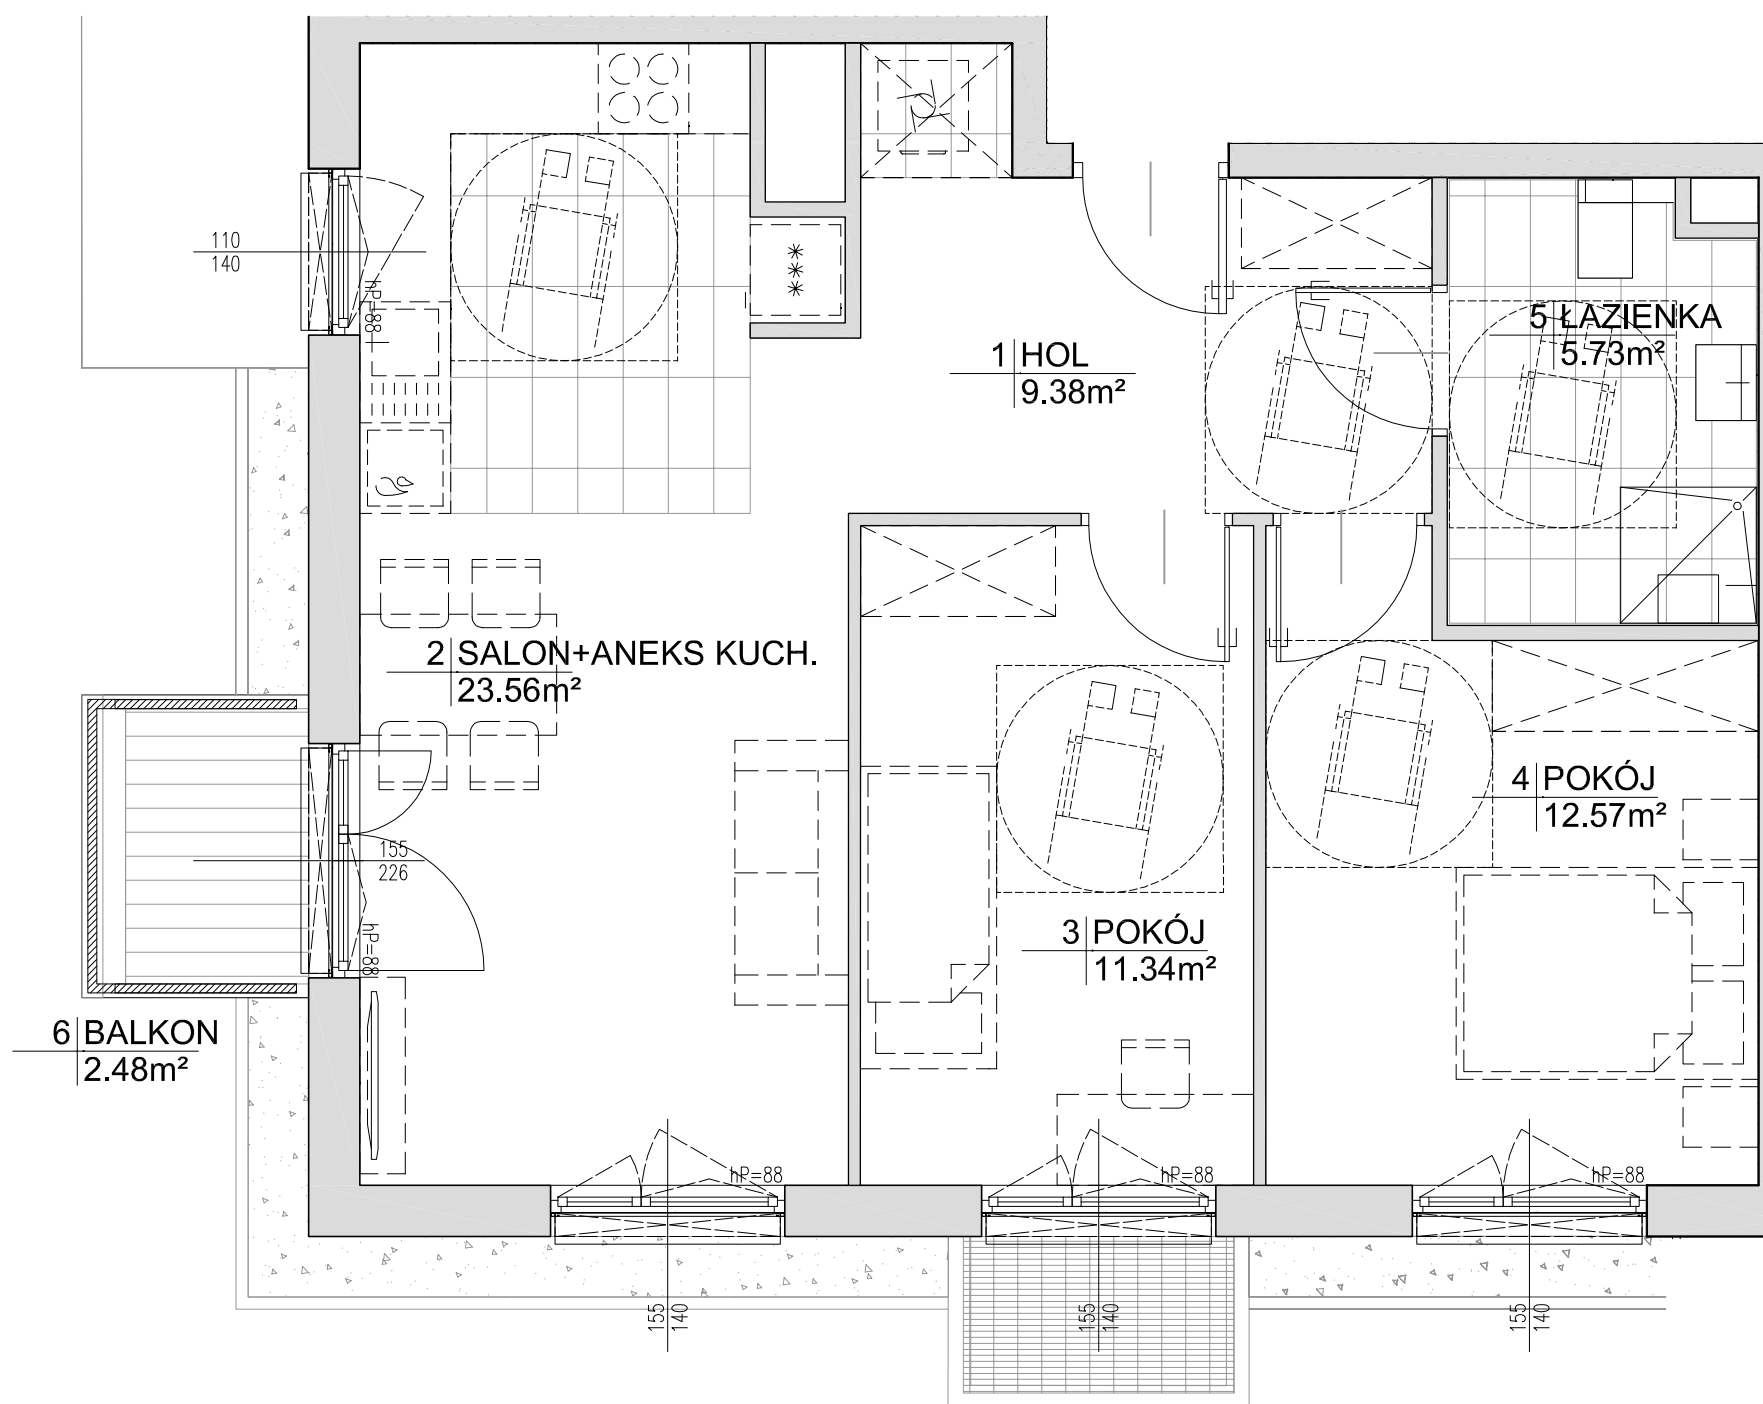 110
140
hP=88
1 HOL
9.38m²
5 ŁAZIENKA
5.73m²
2 SALON+ANEKS KUCH.
23.56m²
4 POKÓJ
12.57m²
155
226
hP=88
3 POKÓJ
11.34m²
6 BALKON
2.48m²
hP=88
hP=88
hP=88
155
140
155
140
155
140